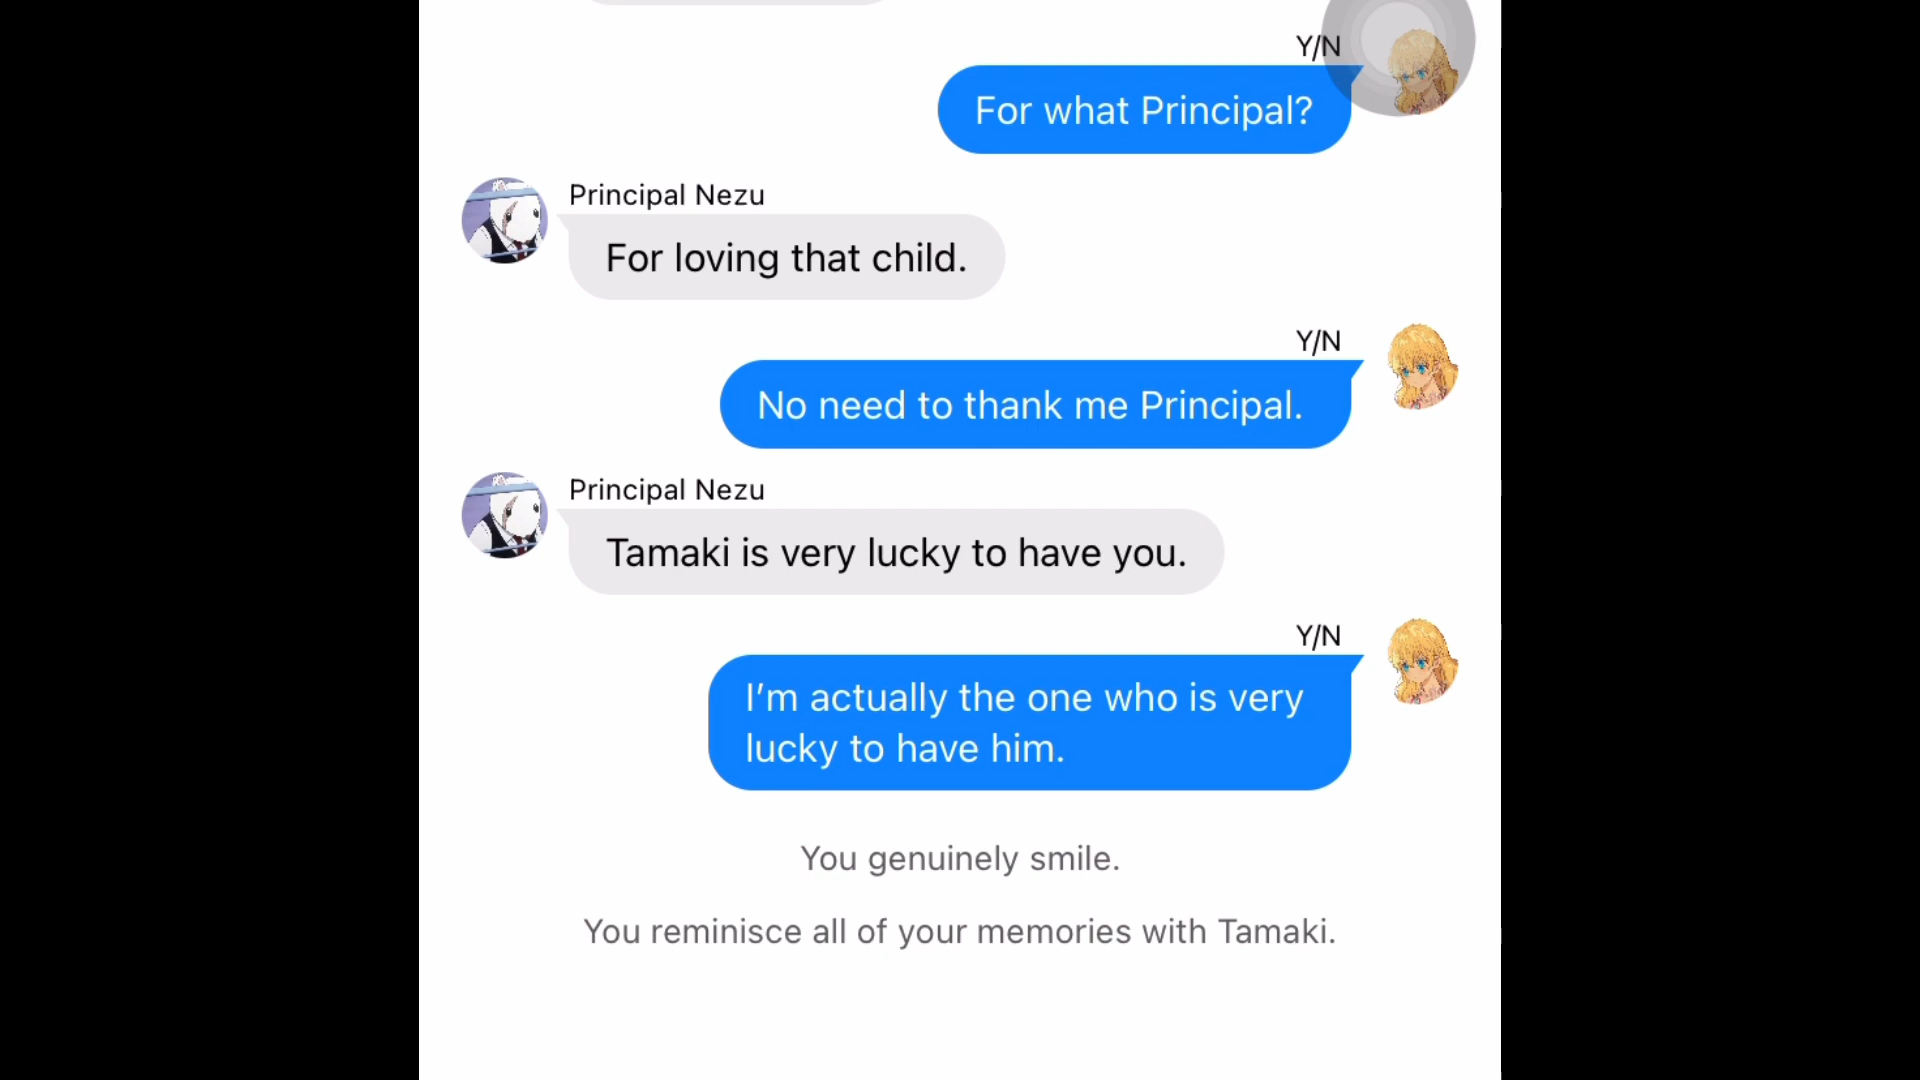 Y/N
For what Principal?
Principal Nezu
For loving that child.
Y/N
No need to thank me Principal.
Principal Nezu
Tamaki is very lucky to have you.
Y/N
I’m actually the one who is very
lucky to have him.
You genuinely smile.
You reminisce all of your memories with Tamaki.